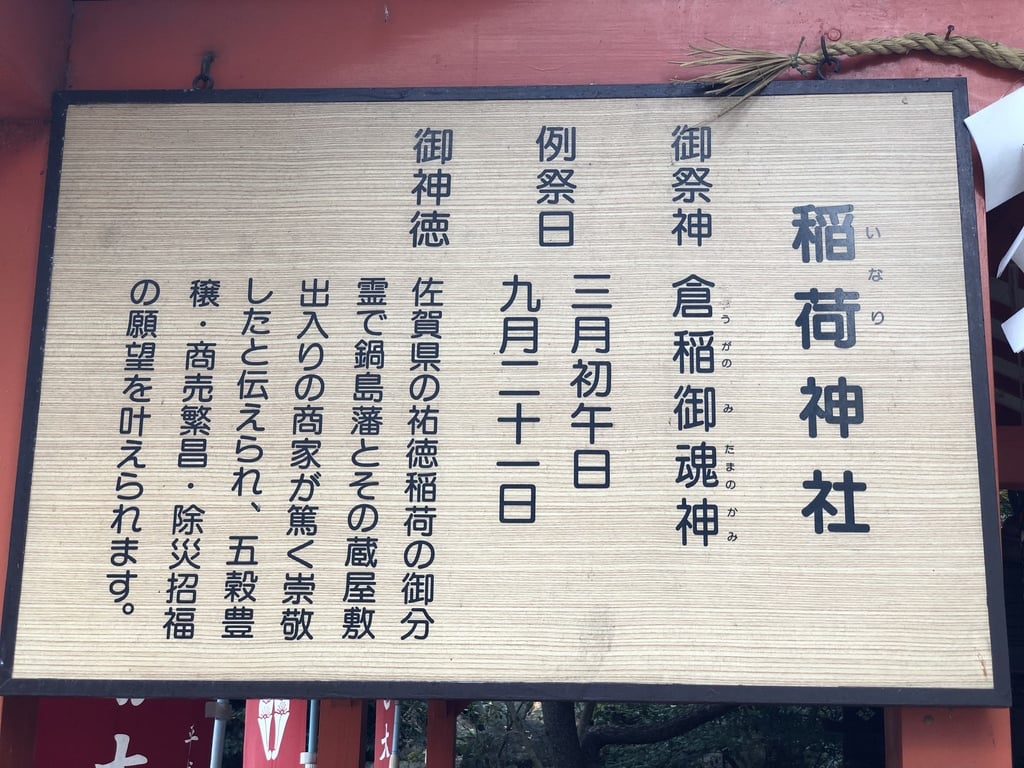 稲荷神社
いなり
御祭神 倉稲御魂神
うがのみたまのかみ
例祭日 三月初午日
九月二十一日
御神徳 佐賀県の祐徳稲荷の御分
霊で鍋島藩とその蔵屋敷
出入りの商家が篤く崇敬
したと伝えられ、五穀豊
穣・商売繁昌・除災招福
の願望を叶えられます。
大